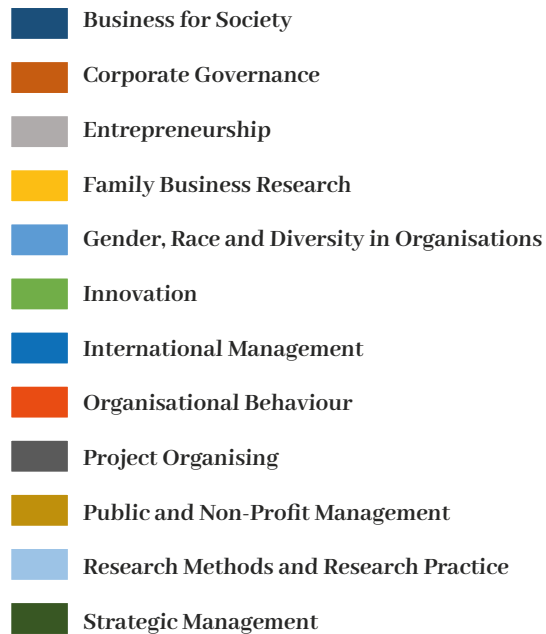 Business for Society
Corporate Governance
Entrepreneurship
Family Business Research
Gender, Race and Diversity in Organisations
Innovation
International Management
Organisational Behaviour
Project Organising
Public and Non-Profit Management
Research Methods and Research Practice
Strategic Management